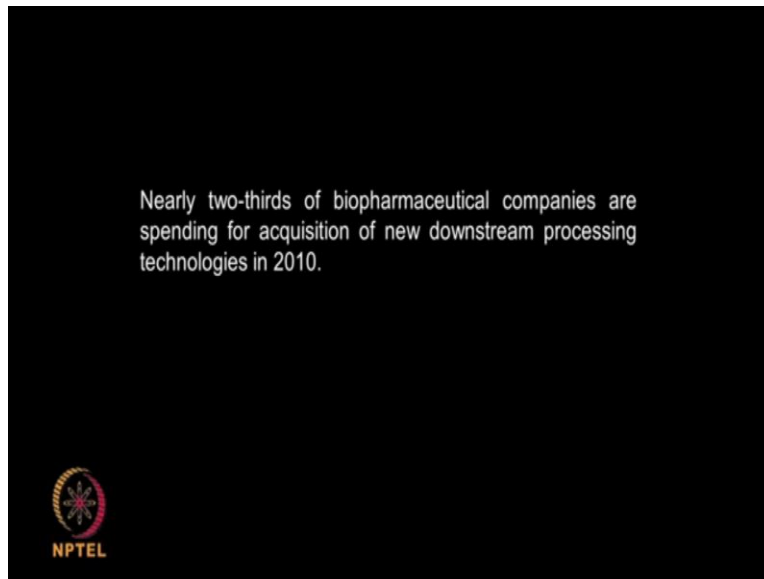 Nearly two-thirds of biopharmaceutical companies are
spending for acquisition of new downstream processing
technologies in 2010.
NPTEL